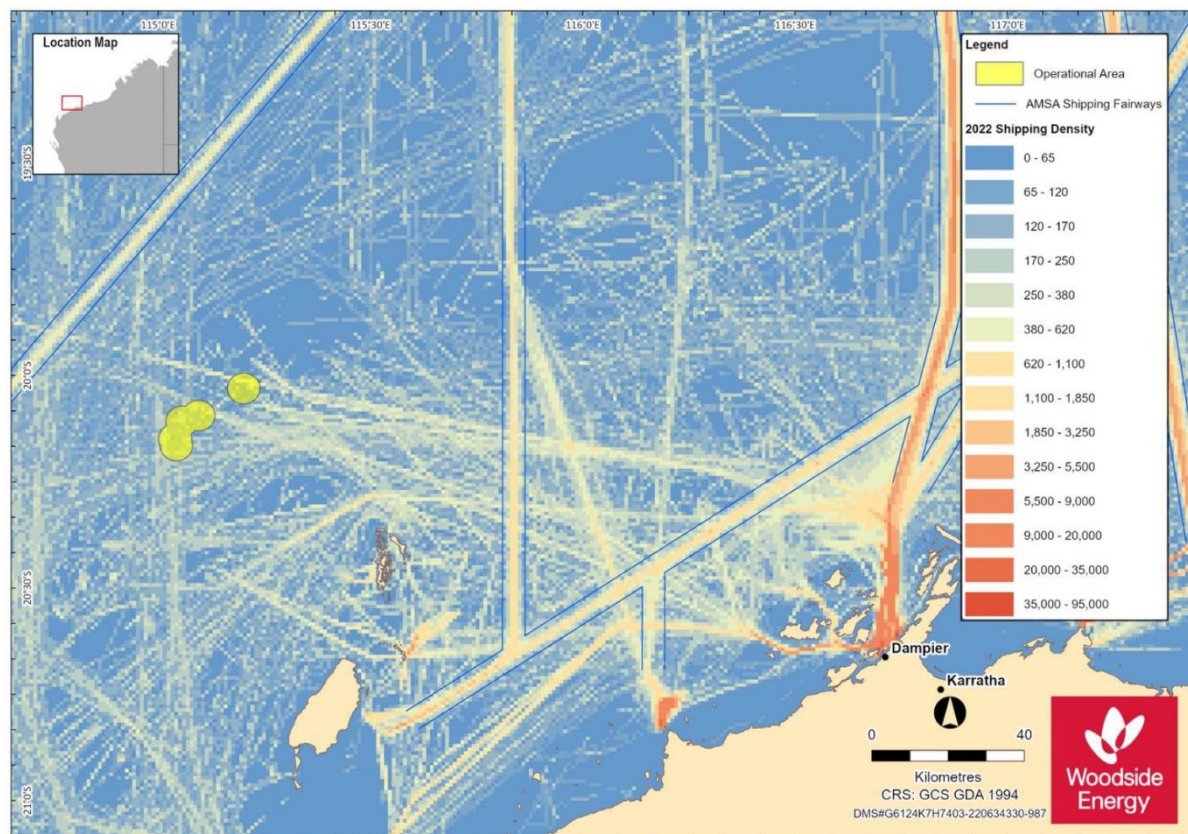 115°0'E
115°30'E
116°0'E
116°30'E
117°0'E
Location Map
19°30'S
20°0'S
20°30'S
21°0'S
Legend
Operational Area
AMSA Shipping Fairways
2022 Shipping Density
0 - 65
65 - 120
120 - 170
170 - 250
250 - 380
380 - 620
620 - 1,100
1,100 - 1,850
1,850 - 3,250
3,250 - 5,500
5,500 - 9,000
9,000 - 20,000
20,000 - 35,000
35,000 - 95,000
Dampier
Karratha
0 40
Kilometres
CRS: GCS GDA 1994
DMS#G6124K7H7403-220634330-987
Woodside
Energy